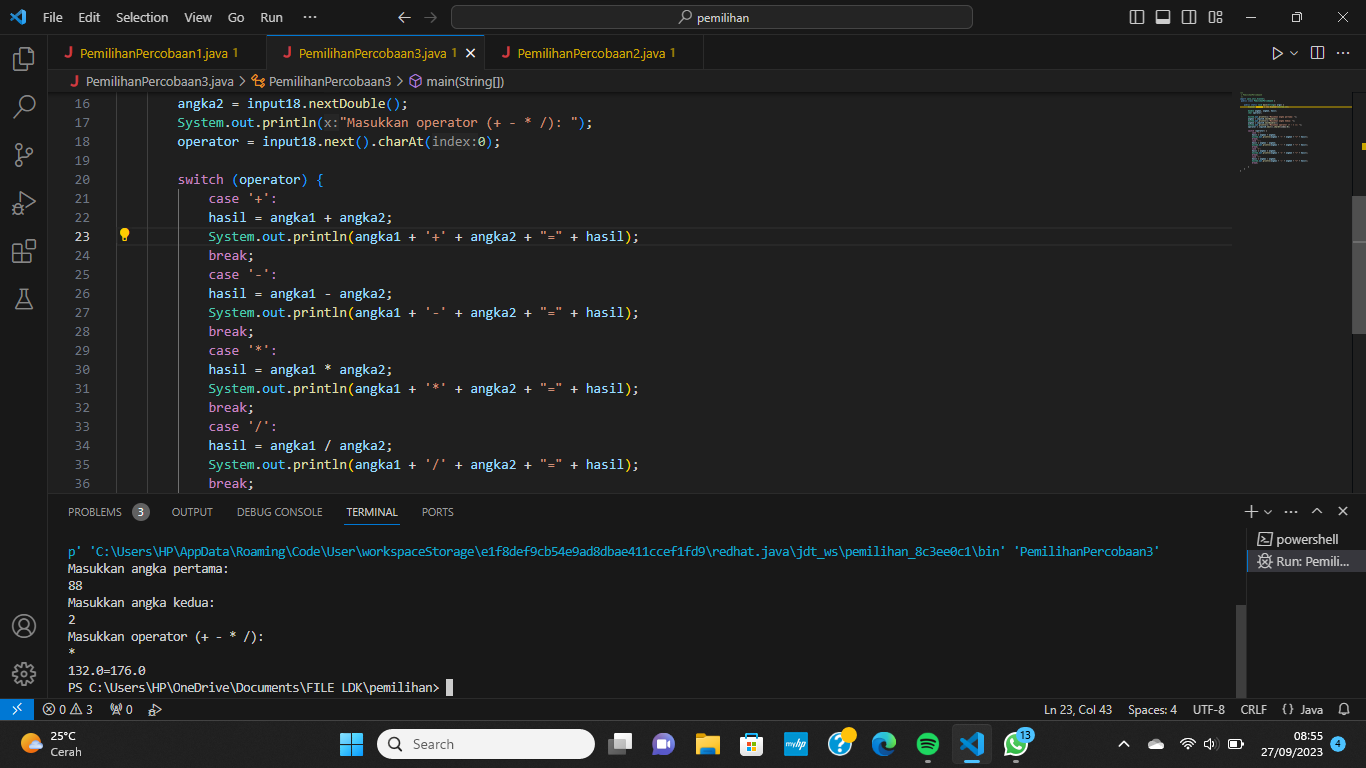 File Edit Selection View Go Run ··· pemilihan
J PemilihanPercobaan1.java 1 J PemilihanPercobaan3.java 1 J PemilihanPercobaan2.java 1
J PemilihanPercobaan3.java > PemilihanPercobaan3 > main(String[])
16 angka2 = input18.nextDouble();
17 System.out.println(x:"Masukkan operator (+ - * /): ");
18 operator = input18.next().charAt(index:0);
19
20 switch (operator) {
21 case '+':
22 hasil = angka1 + angka2;
23 System.out.println(angka1 + '+' + angka2 + "=" + hasil);
24 break;
25 case '-':
26 hasil = angka1 - angka2;
27 System.out.println(angka1 + '-' + angka2 + "=" + hasil);
28 break;
29 case '*':
30 hasil = angka1 * angka2;
31 System.out.println(angka1 + '*' + angka2 + "=" + hasil);
32 break;
33 case '/':
34 hasil = angka1 / angka2;
35 System.out.println(angka1 + '/' + angka2 + "=" + hasil);
36 break;
PROBLEMS 3 OUTPUT DEBUG CONSOLE TERMINAL PORTS
p' 'C:\Users\HP\AppData\Roaming\Code\User\workspaceStorage\e1f8def9cb54e9ad8dbae411ccef1fd9\redhat.java\jdt_ws\pemilihan_8c3ee0c1\bin' 'PemilihanPercobaan3'
Masukkan angka pertama:
88
Masukkan angka kedua:
2
Masukkan operator (+ - * /):
*
132.0=176.0
PS C:\Users\HP\OneDrive\Documents\FILE LDK\pemilihan>
powershell
Run: Pemili...
0 3 0 Ln 23, Col 43 Spaces: 4 UTF-8 CRLF {} Java
25°C
Cerah
Search
myhp
13
08:55
27/09/2023
4